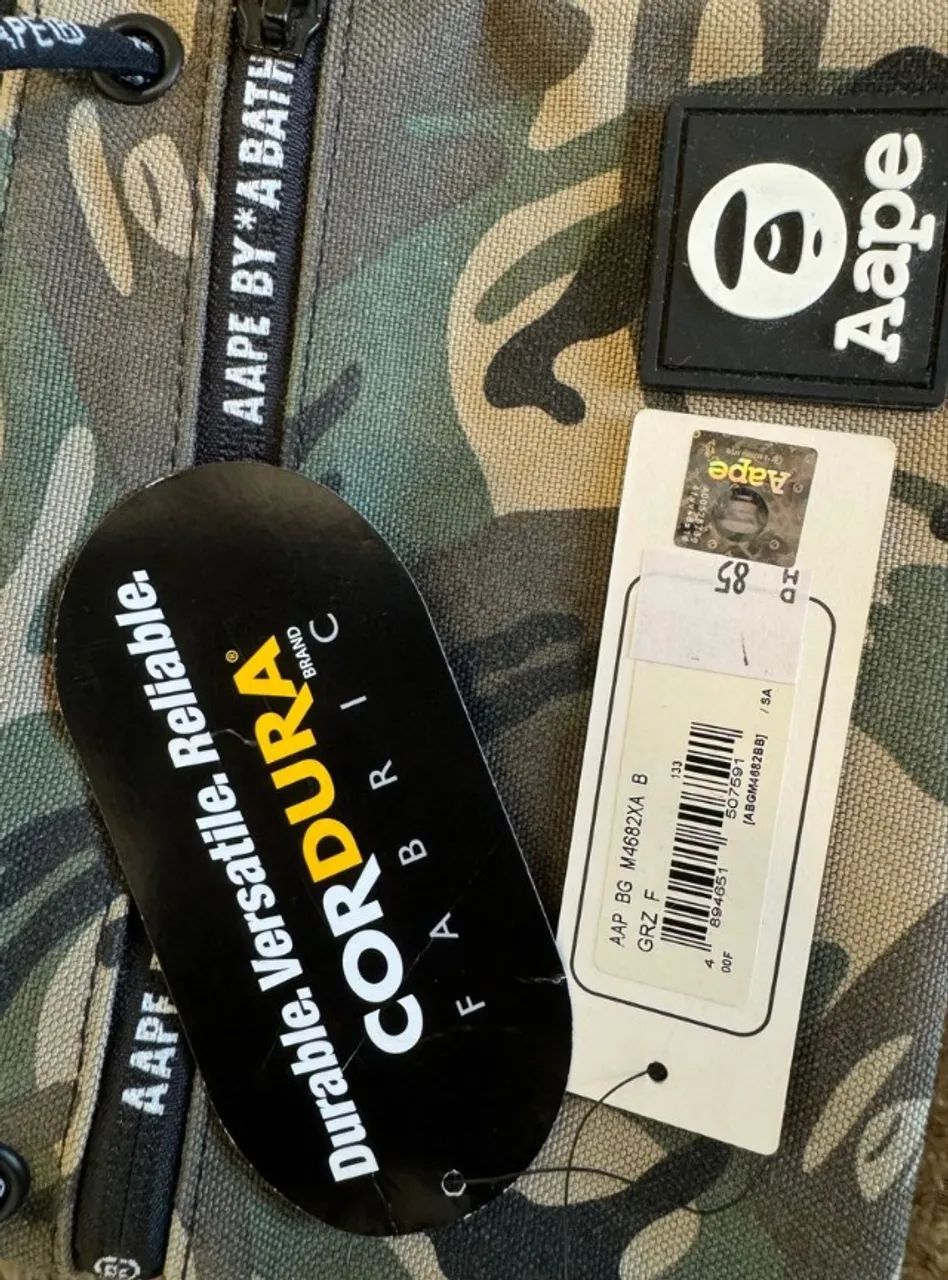 APE
AAPE BY*A BATH
Aape
Aape
85
Durable. Versatile. Reliable.
CORDURA®
BRAND
FABRIC
AAP BG M4682XA B
GRZ F
133
4 894651 507591
00F
[ABGM4682BB]
/ SA
AAPE